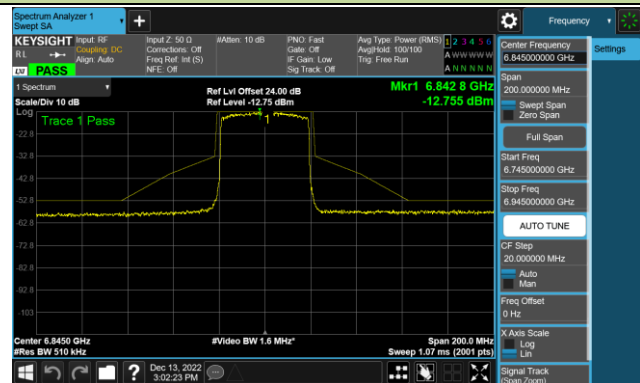 Spectrum Analyzer 1
Swept SA
Frequency
KEYSIGHT
RL
LXI PASS
Input: RF
Coupling: DC
Align: Auto
Input Z: 50 Ω
Corrections: Off
Freq Ref: Int (S)
NFE: Off
#Atten: 10 dB
PNO: Fast
Gate: Off
IF Gain: Low
Sig Track: Off
Avg Type: Power (RMS)
Avg|Hold: 100/100
Trig: Free Run
1 2 3 4 5 6
A W W W W W
A N N N N N
1 Spectrum
Scale/Div 10 dB
Ref Lvl Offset 24.00 dB
Ref Level -12.75 dBm
Mkr1 6.842 8 GHz
-12.755 dBm
Log
Trace 1 Pass
1
-22.8
-32.8
-42.8
-52.8
-62.8
-72.8
-82.8
-92.8
-103
Center 6.8450 GHz
#Res BW 510 kHz
#Video BW 1.6 MHz*
Span 200.0 MHz
Sweep 1.07 ms (2001 pts)
Dec 13, 2022
3:02:23 PM
Center Frequency
6.845000000 GHz
Settings
Span
200.000000 MHz
Swept Span
Zero Span
Full Span
Start Freq
6.745000000 GHz
Stop Freq
6.945000000 GHz
AUTO TUNE
CF Step
20.000000 MHz
Auto
Man
Freq Offset
0 Hz
X Axis Scale
Log
Lin
Signal Track
(Span Zoom)